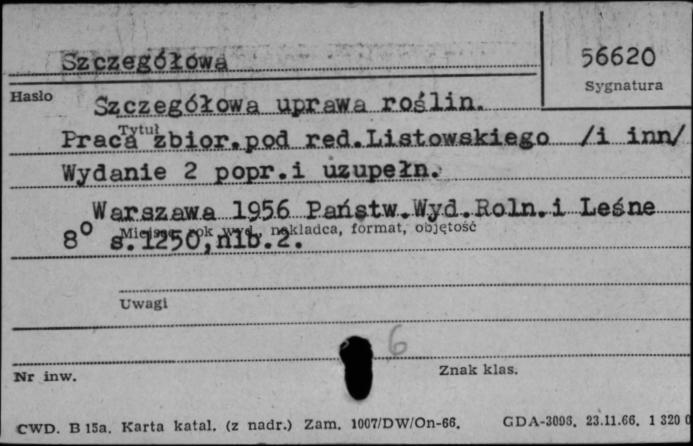 Szczegółowa
56620
Sygnatura
Hasło
Szczegółowa uprawa roślin.
Tytuł
Praca zbior.pod red.Listowskiego /i inn/
Wydanie 2 popr.i uzupełn.
Warszawa 1956 Państw.Wyd.Roln.i Leśne
Miejsce, rok wyd., nakładca, format, objętość
8° s.1250,nlb.2.
Uwagi
6
Nr inw.
Znak klas.
CWD. B 15a. Karta katal. (z nadr.) Zam. 1007/DW/On-66.
GDA-3093. 23.11.66. 1 320 0